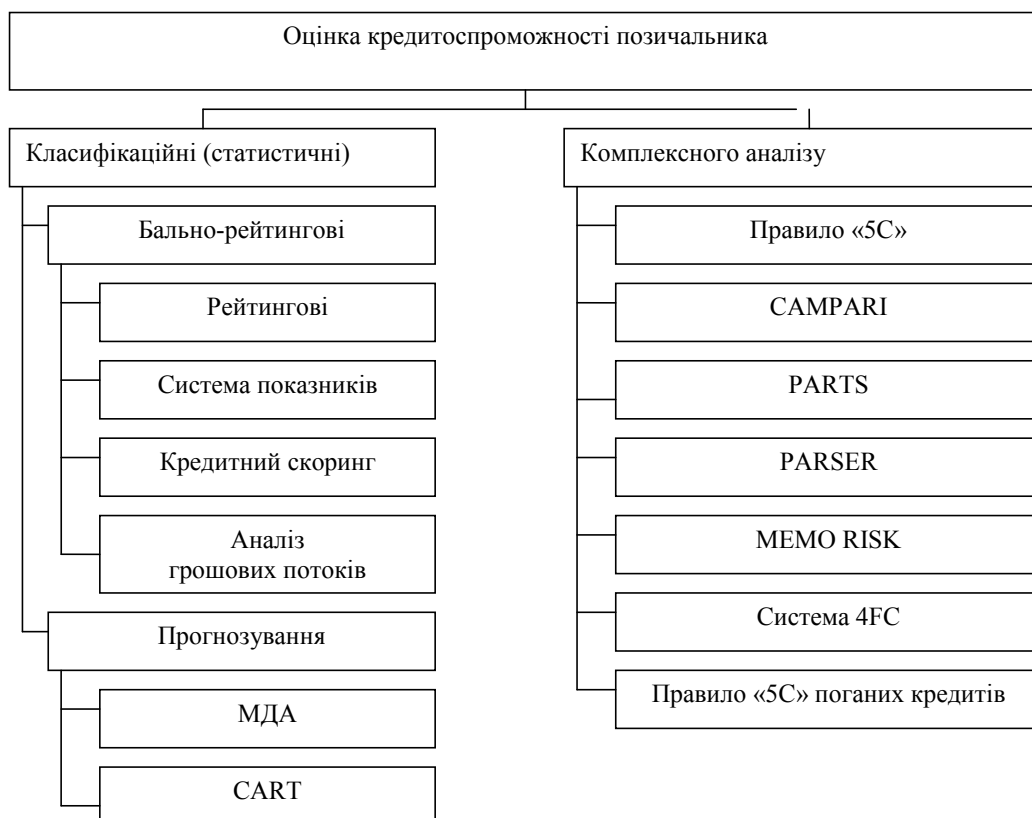 Оцінка кредитоспроможності позичальника
Класифікаційні (статистичні)
Бально-рейтингові
Рейтингові
Система показників
Кредитний скоринг
Аналіз
грошових потоків
Прогнозування
МДА
CART
Комплексного аналізу
Правило «5С»
CAMPARI
PARTS
PARSER
MEMO RISK
Система 4FC
Правило «5С» поганих кредитів